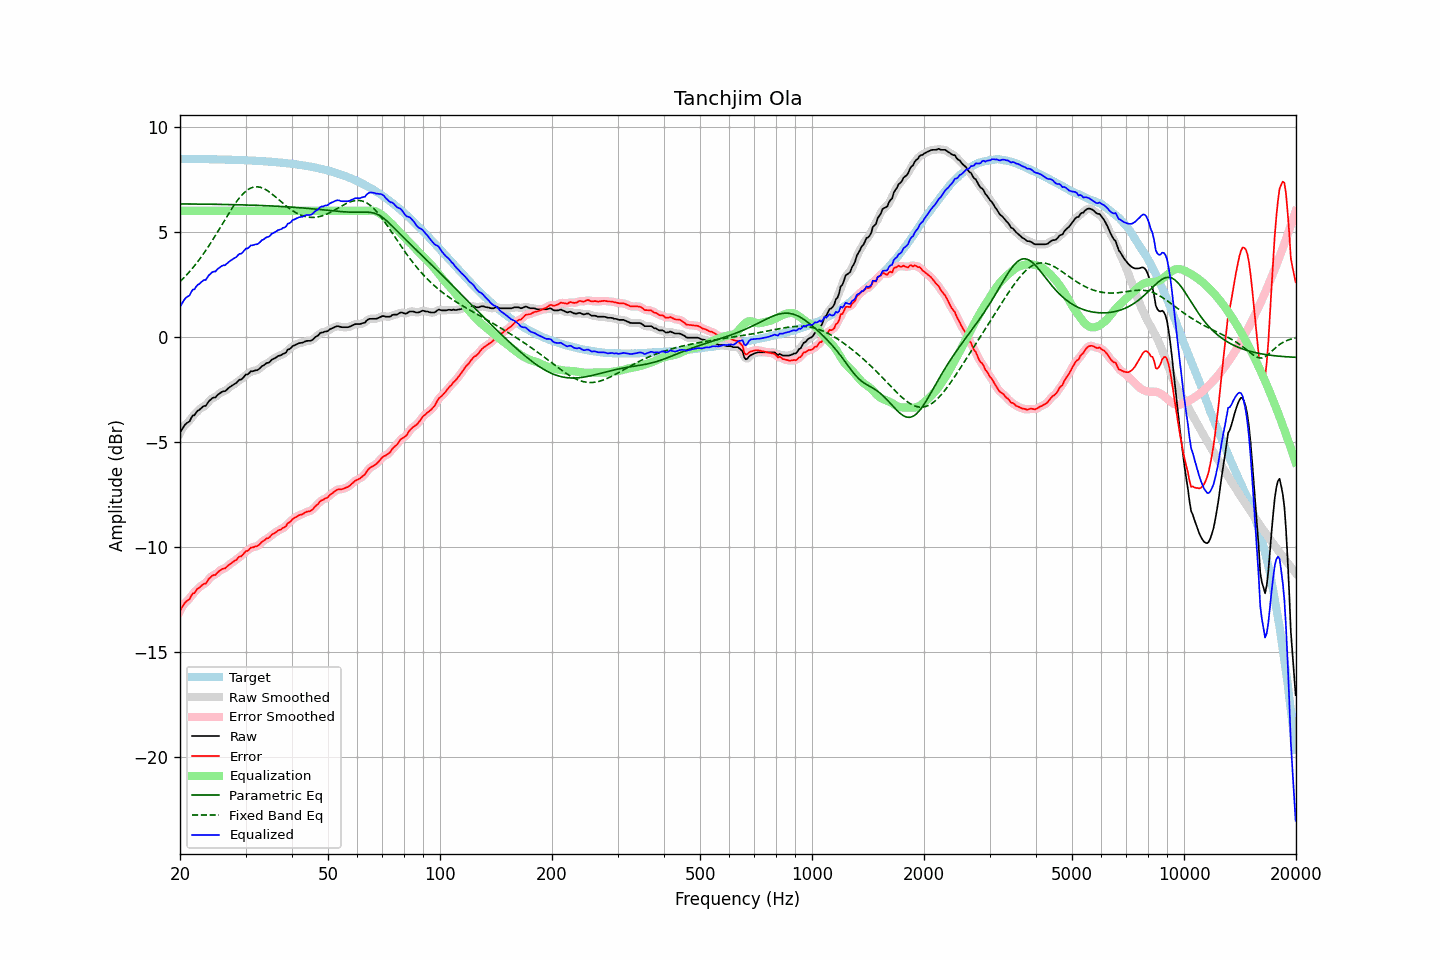 Tanchjim Ola
10
5
0
−5
−10
−15
−20
Amplitude (dBr)
Target
Raw Smoothed
Error Smoothed
Raw
Error
Equalization
Parametric Eq
Fixed Band Eq
Equalized
20 50 100 200 500 1000 2000 5000 10000 20000
Frequency (Hz)